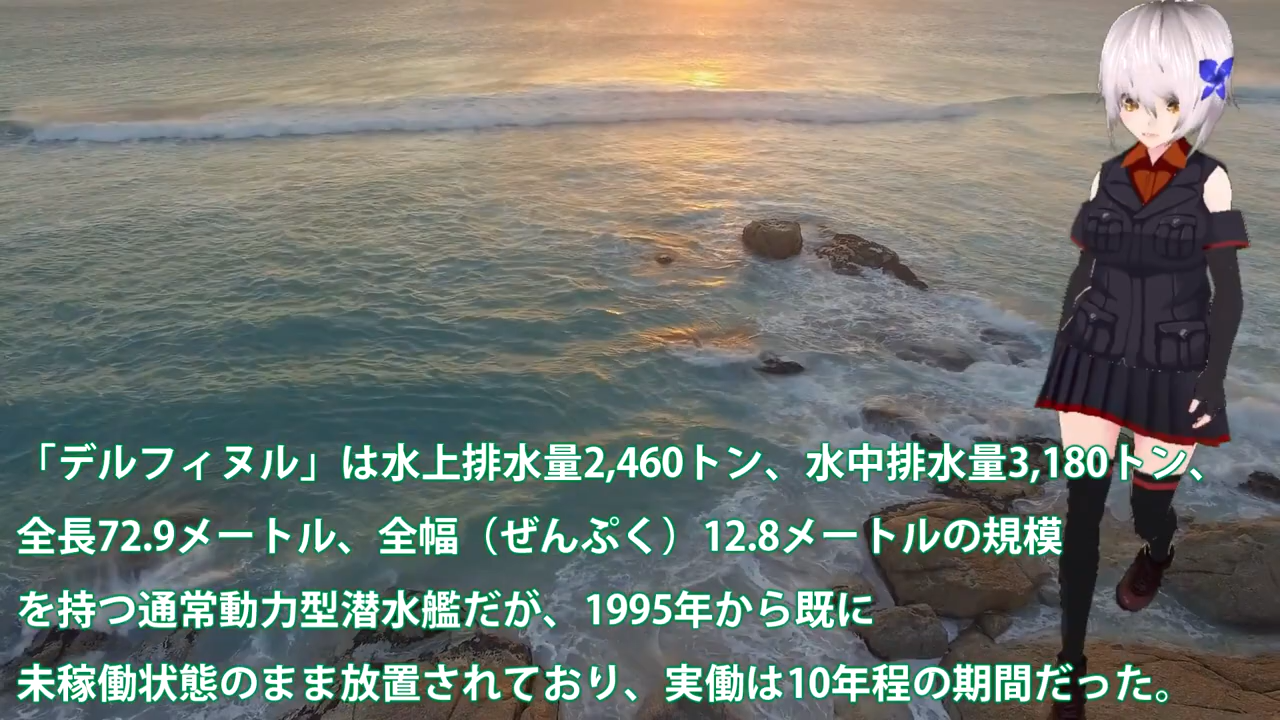 「デルフィヌル」は水上排水量2,460トン、水中排水量3,180トン、
全長72.9メートル、全幅（ぜんぷく）12.8メートルの規模
を持つ通常動力型潜水艦だが、1995年から既に
未稼働状態のまま放置されており、実働は10年程の期間だった。